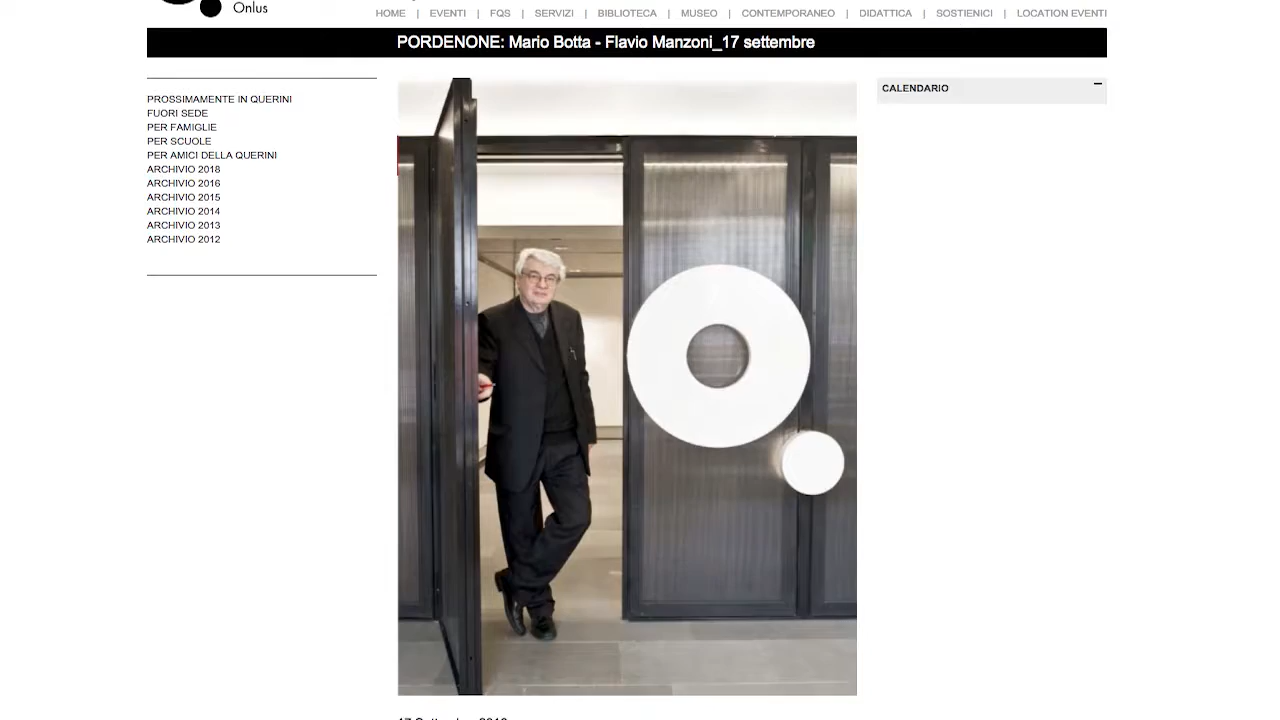 Onlus
HOME | EVENTI | FQS | SERVIZI | BIBLIOTECA | MUSEO | CONTEMPORANEO | DIDATTICA | SOSTIENICI | LOCATION EVENTI
PORDENONE: Mario Botta - Flavio Manzoni_17 settembre
PROSSIMAMENTE IN QUERINI
FUORI SEDE
PER FAMIGLIE
PER SCUOLE
PER AMICI DELLA QUERINI
ARCHIVIO 2018
ARCHIVIO 2016
ARCHIVIO 2015
ARCHIVIO 2014
ARCHIVIO 2013
ARCHIVIO 2012
CALENDARIO